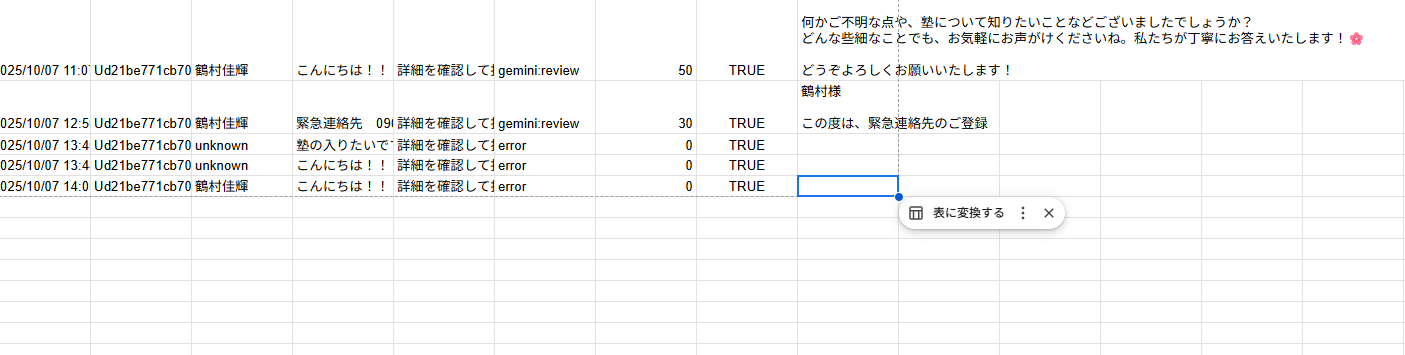 何かご不明な点や、塾について知りたいことなどございましたでしょうか？
どんな些細なことでも、お気軽にお声がけくださいね。私たちが丁寧にお答えいたします！🌸
025/10/07 11:0 Ud21be771cb70 鶴村佳輝 こんにちは！！ 詳細を確認して gemini:review 50 TRUE どうぞよろしくお願いいたします！
鶴村様
025/10/07 12:5 Ud21be771cb70 鶴村佳輝 緊急連絡先　090 詳細を確認して gemini:review 30 TRUE この度は、緊急連絡先のご登録
025/10/07 13:4 Ud21be771cb70 unknown 塾の入りたいで 詳細を確認して error 0 TRUE
025/10/07 13:4 Ud21be771cb70 unknown こんにちは！！ 詳細を確認して error 0 TRUE
025/10/07 14:0 Ud21be771cb70 鶴村佳輝 こんにちは！！ 詳細を確認して error 0 TRUE
表に変換する